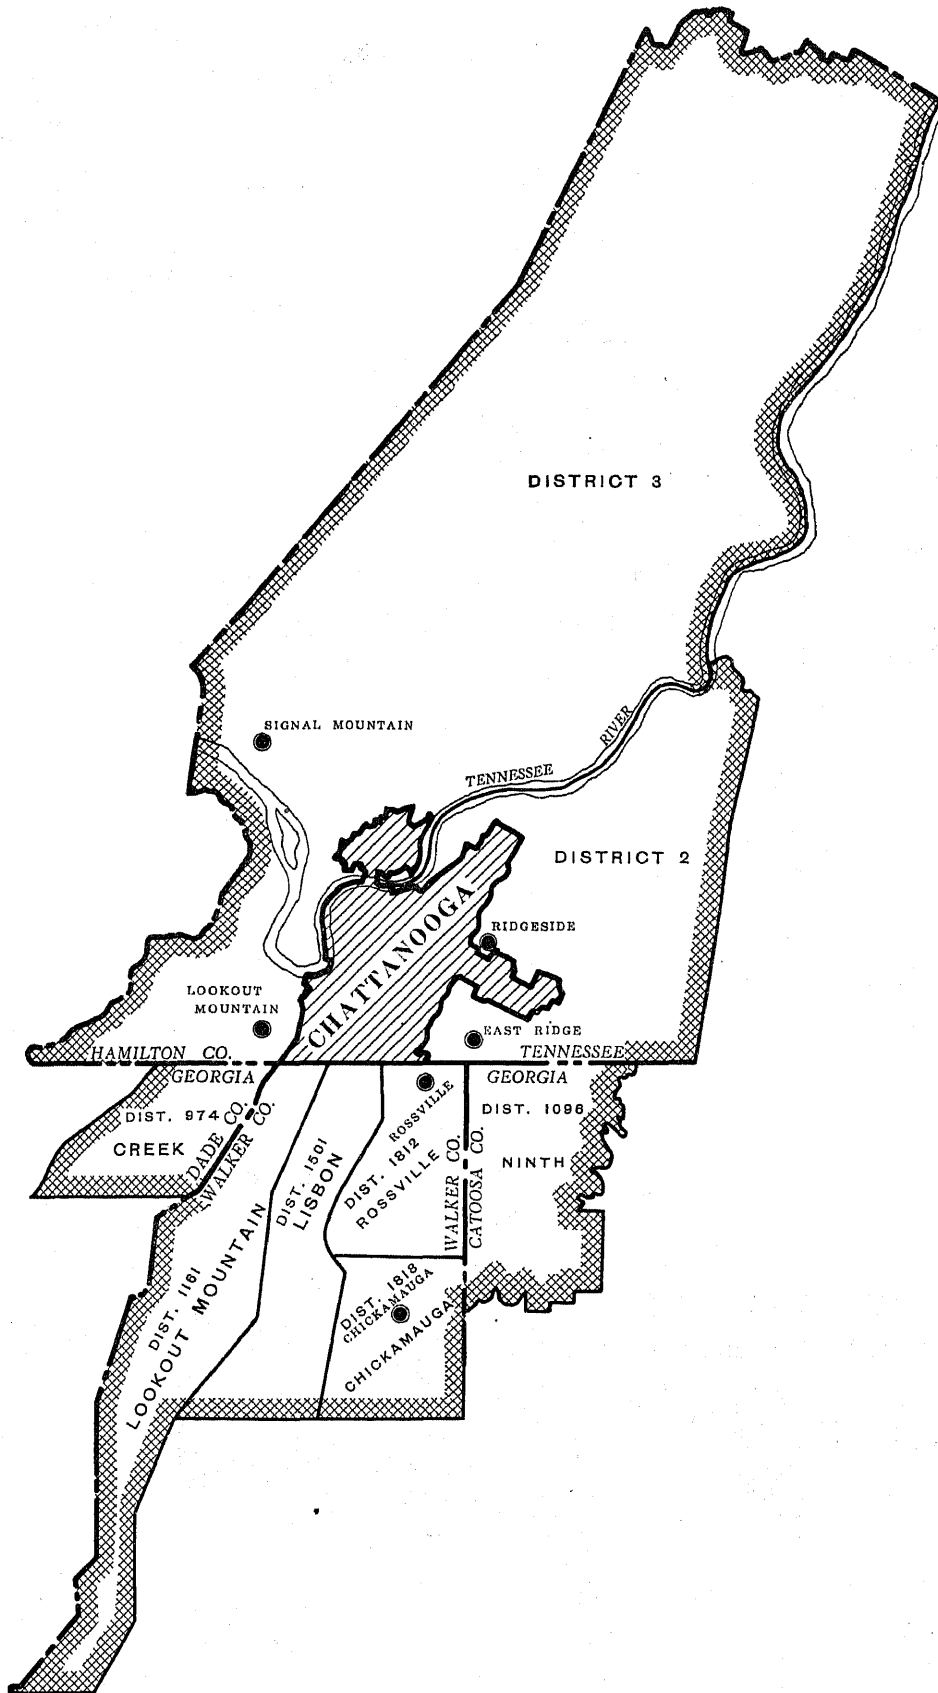 DISTRICT 3
SIGNAL MOUNTAIN
RIVER
TENNESSEE
DISTRICT 2
CHATTANOOGA
RIDGESIDE
LOOKOUT
MOUNTAIN
EAST RIDGE
HAMILTON CO.
TENNESSEE
GEORGIA
GEORGIA
DIST. 974
CREEK
DADE CO.
WALKER CO.
DIST. 1501
LISBON
ROSSVILLE
DIST. 1812
ROSSVILLE
WALKER CO.
CATOOSA CO.
DIST. 1096
NINTH
DIST. 1161
LOOKOUT MOUNTAIN
DIST. 1818
CHICKAMAUGA
CHICKAMAUGA